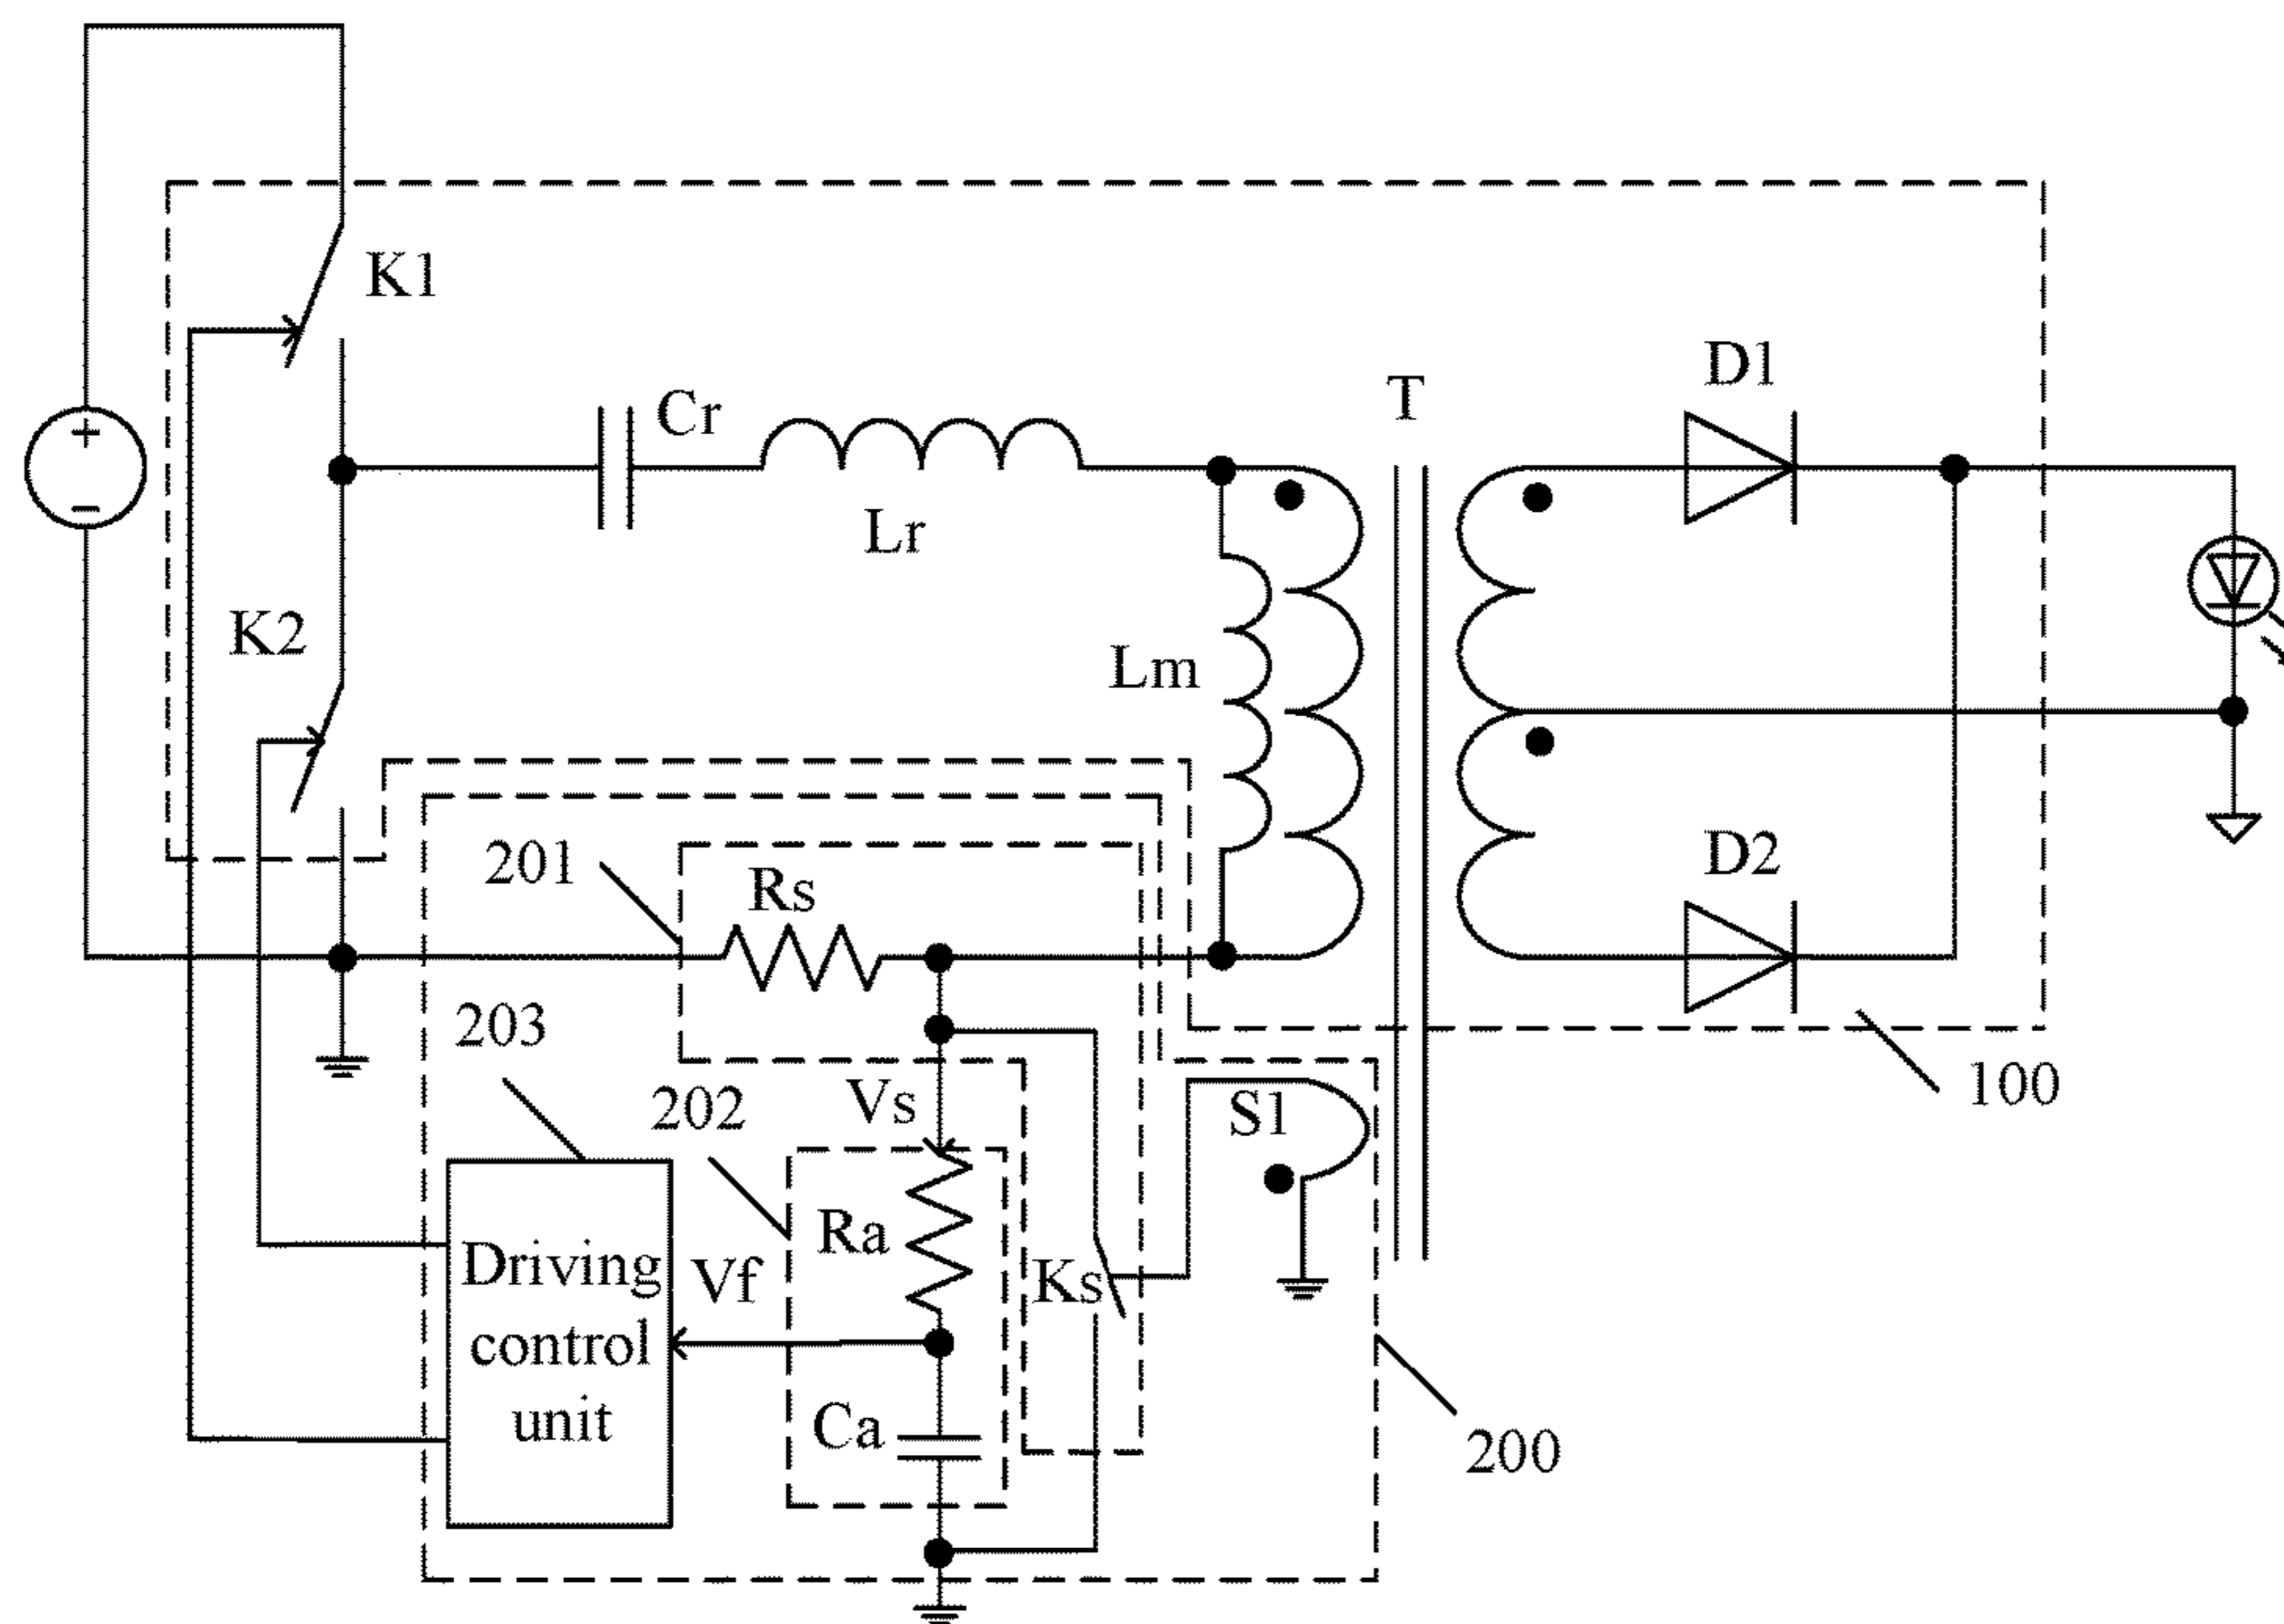 K1
D1
T
Cr
+
−
Lr
K2
Lm
D2
201
Rs
203
202
Vs
S1
100
Ra
Vf
Ks
Driving
control
unit
Ca
200